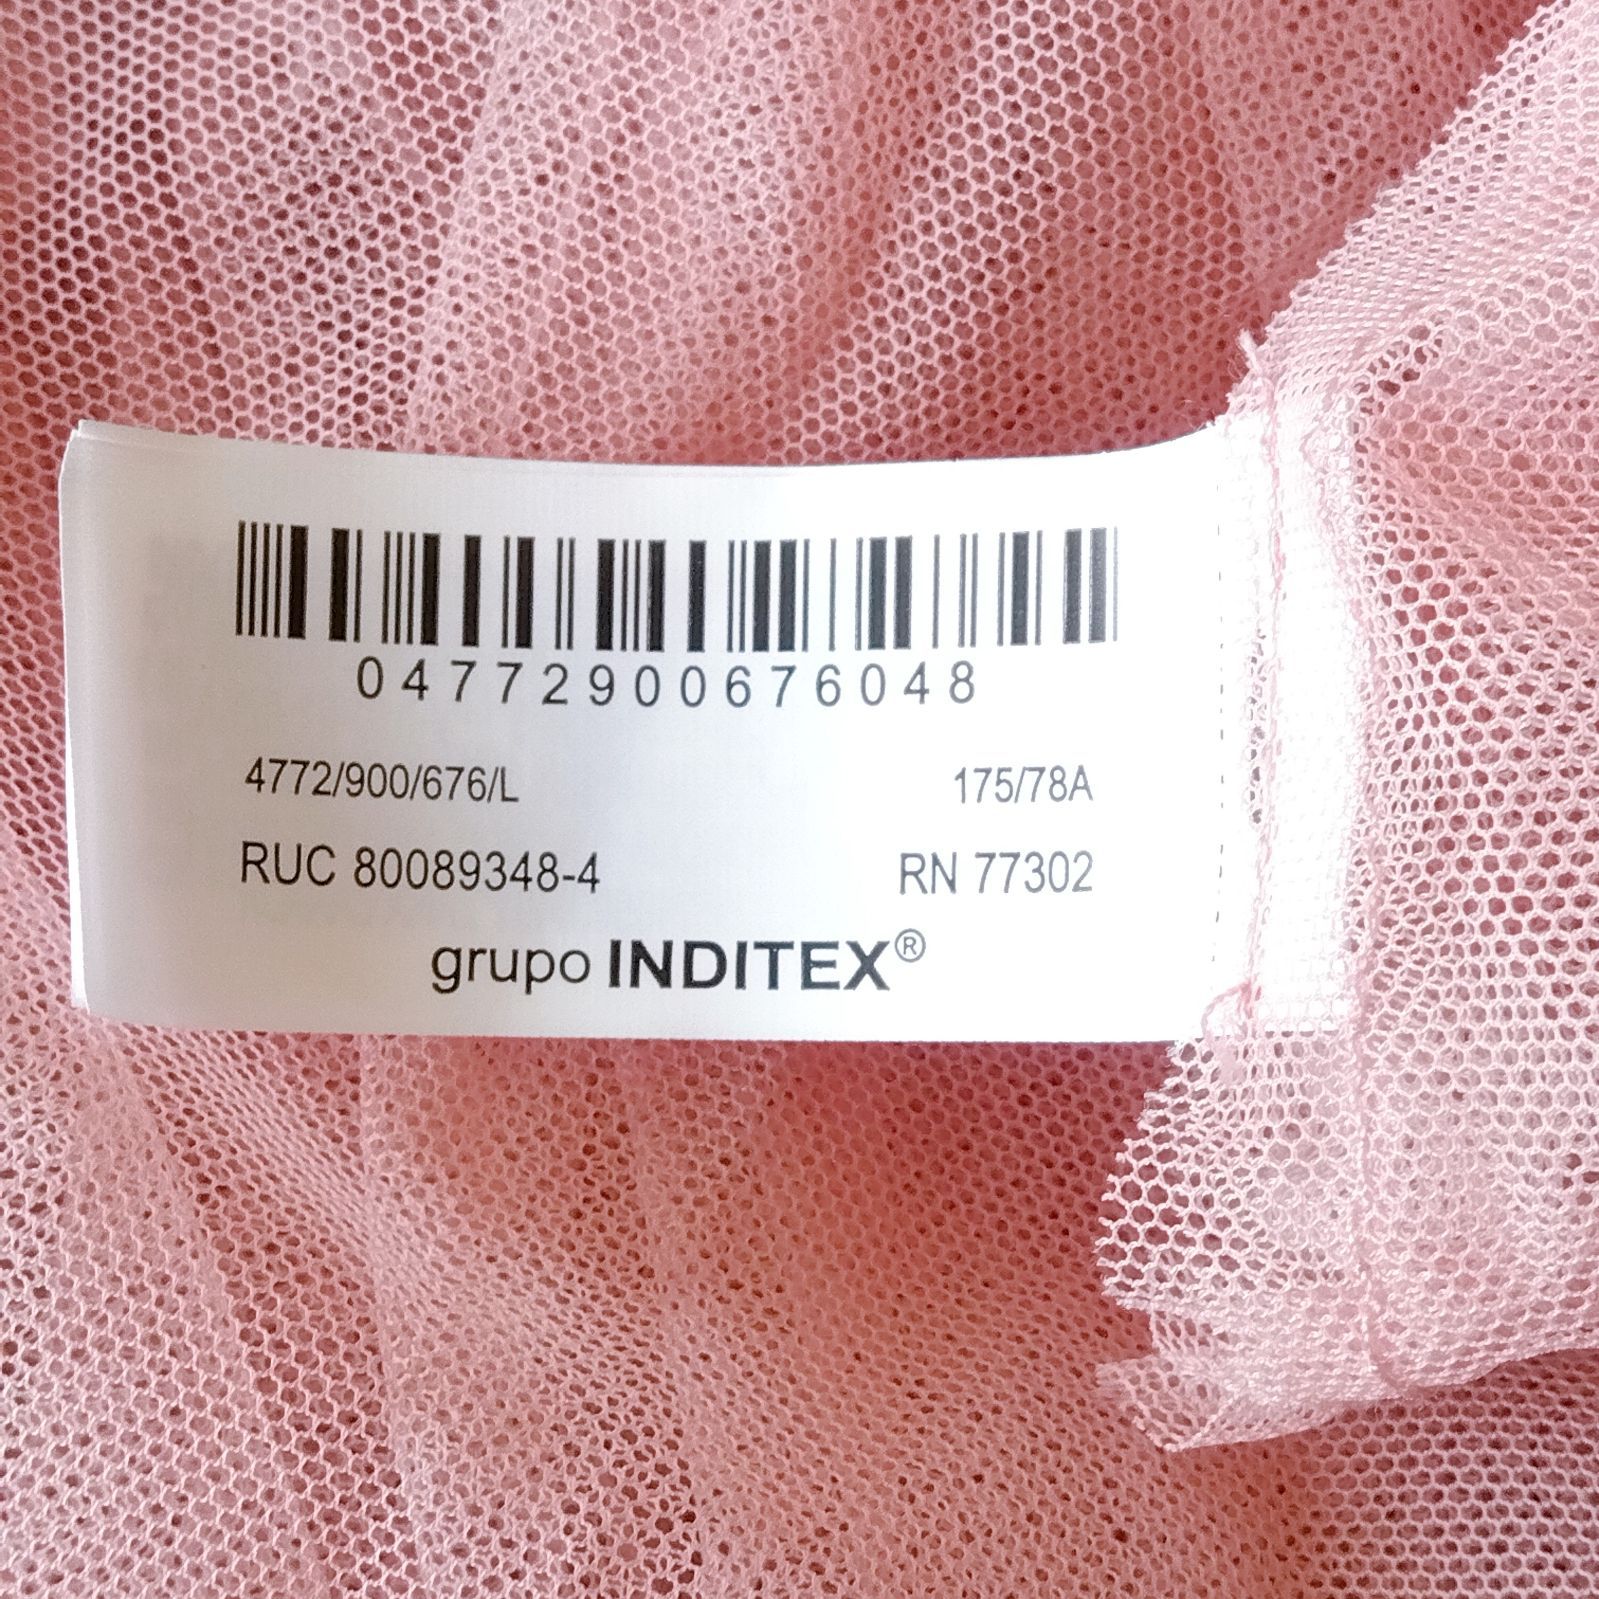 04772900676048
4772/900/676/L 175/78A
RUC 80089348-4 RN 77302
grupo INDITEX®